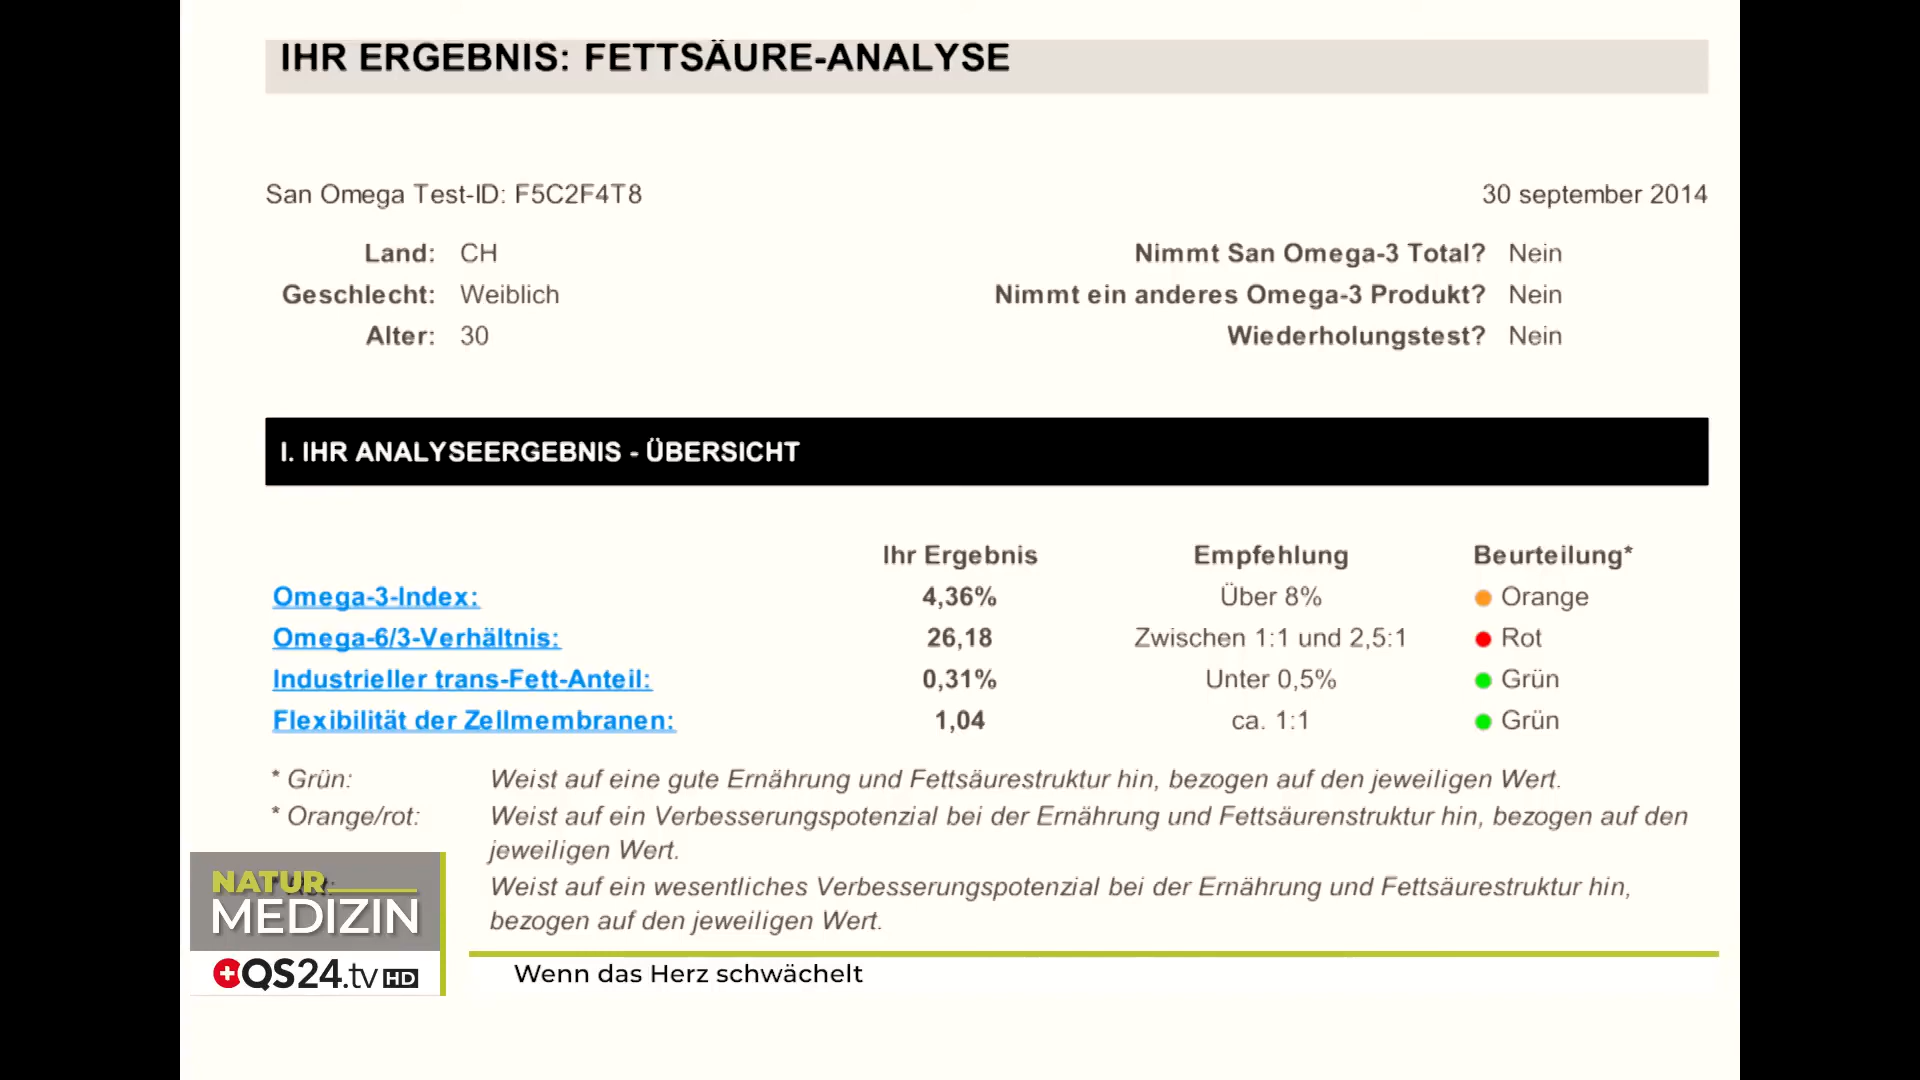 IHR ERGEBNIS: FETTSÄURE-ANALYSE
San Omega Test-ID: F5C2F4T8 30 september 2014
Land: CH Nimmt San Omega-3 Total? Nein
Geschlecht: Weiblich Nimmt ein anderes Omega-3 Produkt? Nein
Alter: 30 Wiederholungstest? Nein
I. IHR ANALYSEERGEBNIS - ÜBERSICHT
Ihr Ergebnis Empfehlung Beurteilung*
Omega-3-Index: 4,36% Über 8% Orange
Omega-6/3-Verhältnis: 26,18 Zwischen 1:1 und 2,5:1 Rot
Industrieller trans-Fett-Anteil: 0,31% Unter 0,5% Grün
Flexibilität der Zellmembranen: 1,04 ca. 1:1 Grün
* Grün: Weist auf eine gute Ernährung und Fettsäurestruktur hin, bezogen auf den jeweiligen Wert.
* Orange/rot: Weist auf ein Verbesserungspotenzial bei der Ernährung und Fettsäurenstruktur hin, bezogen auf den
jeweiligen Wert.
Weist auf ein wesentliches Verbesserungspotenzial bei der Ernährung und Fettsäurestruktur hin,
bezogen auf den jeweiligen Wert.
NATUR
MEDIZIN
QS24.tv HD
Wenn das Herz schwächelt